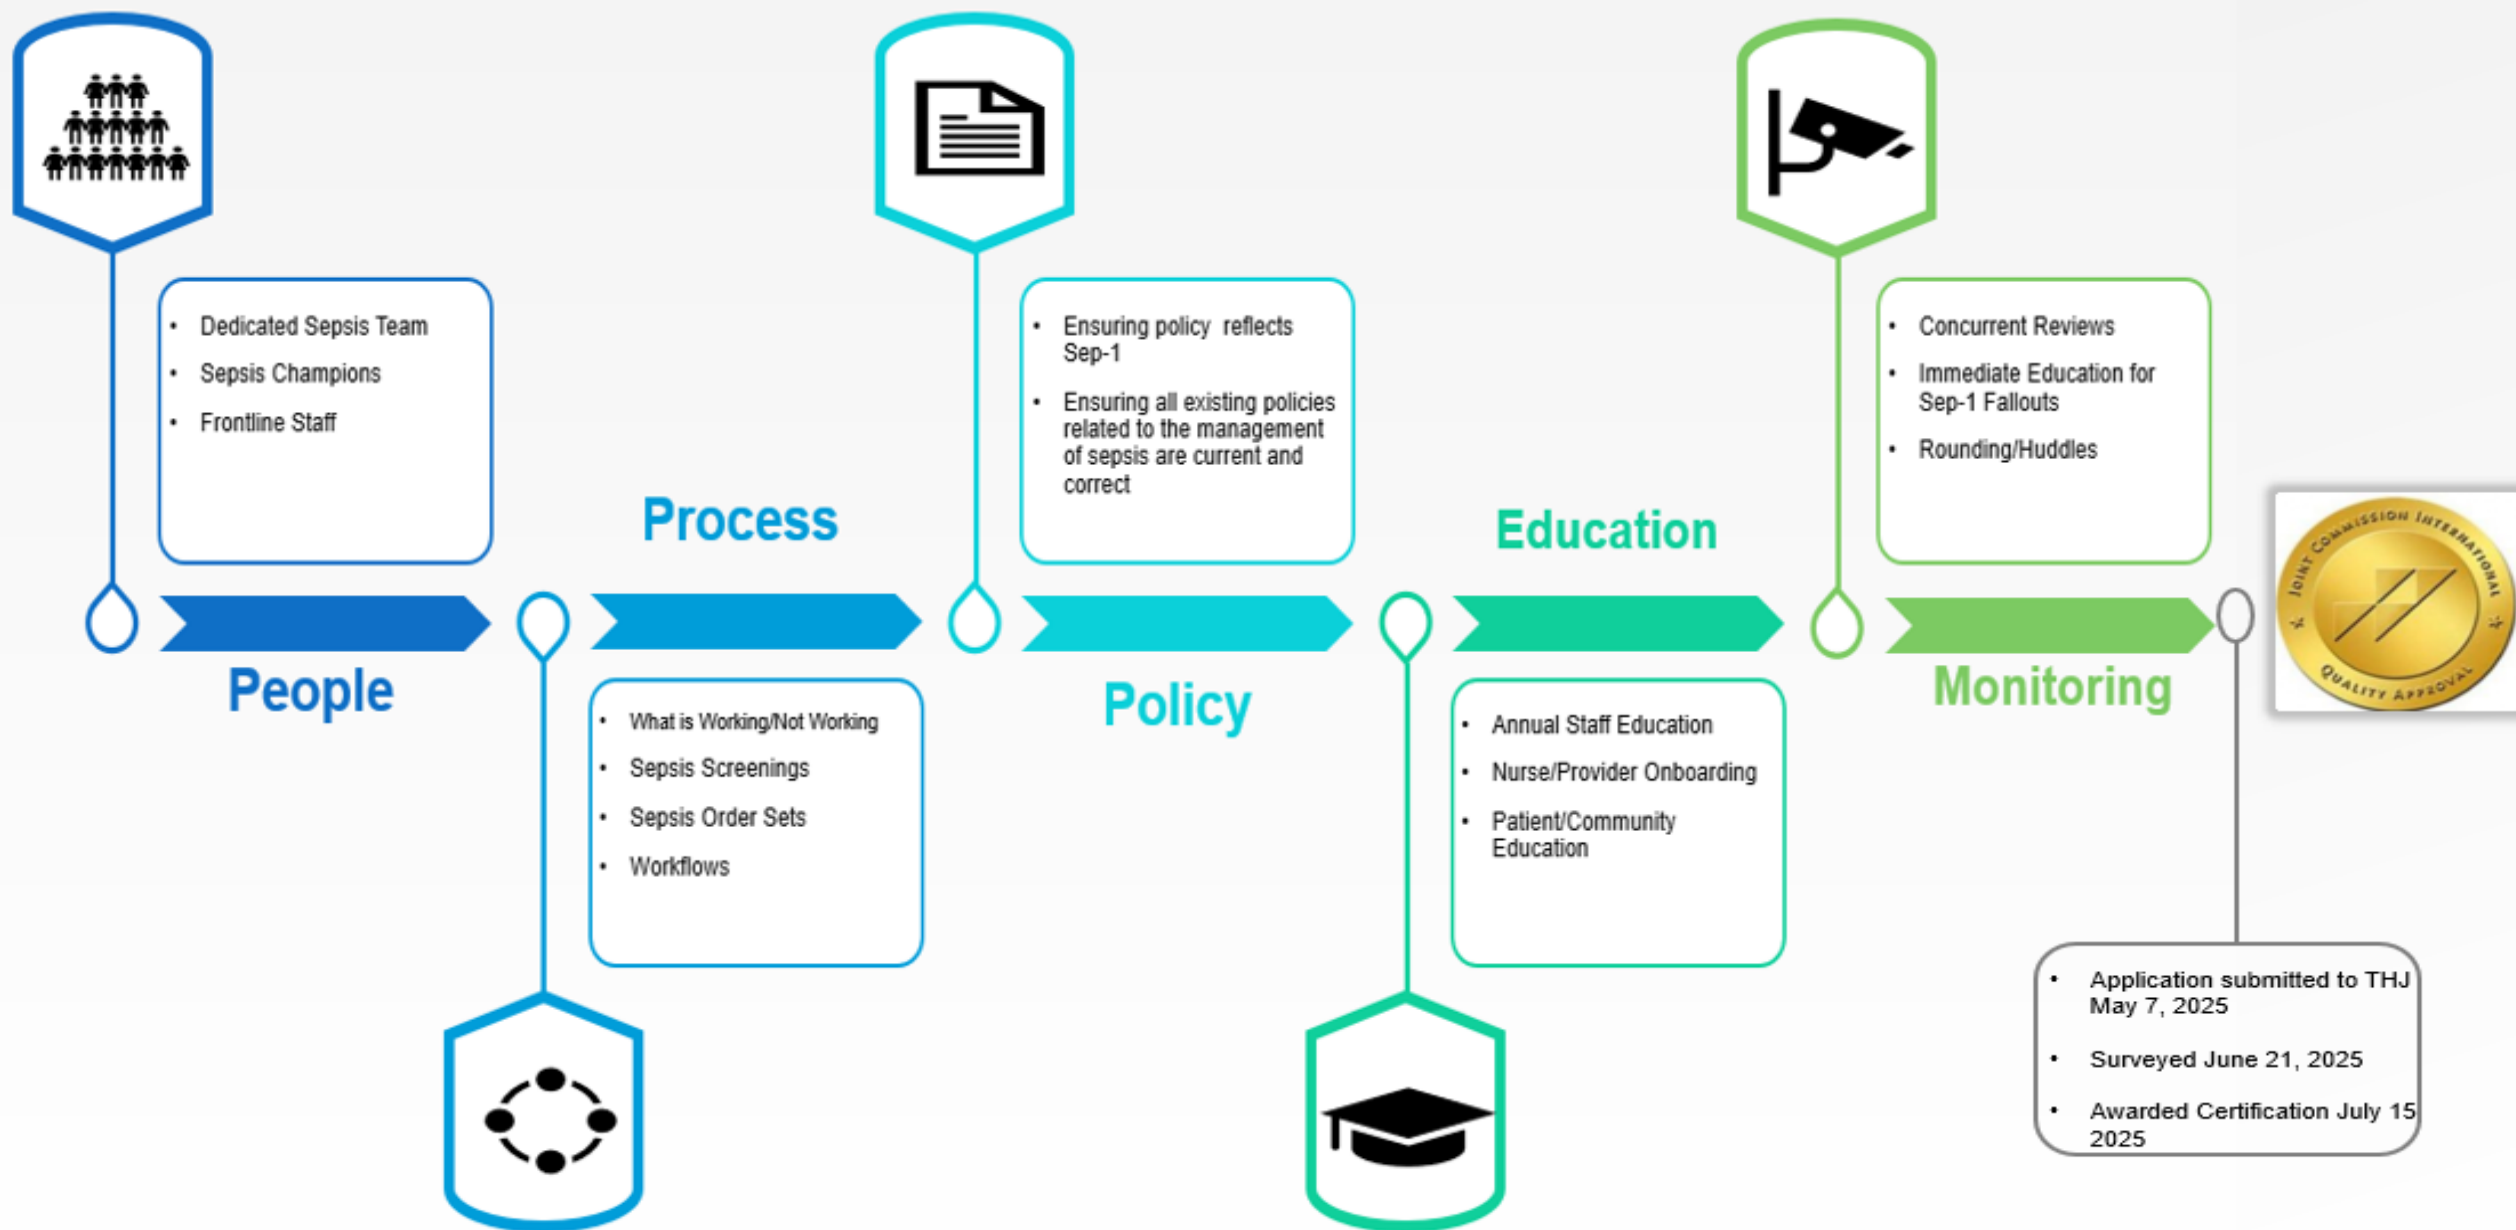 • Dedicated Sepsis Team
• Sepsis Champions
• Frontline Staff
People
Process
• What is Working/Not Working
• Sepsis Screenings
• Sepsis Order Sets
• Workflows
• Ensuring policy reflects
Sep-1
• Ensuring all existing policies
related to the management
of sepsis are current and
correct
Policy
Education
• Annual Staff Education
• Nurse/Provider Onboarding
• Patient/Community
Education
• Concurrent Reviews
• Immediate Education for
Sep-1 Fallouts
• Rounding/Huddles
Monitoring
JOINT COMMISSION INTERNATIONAL
QUALITY APPROVAL
• Application submitted to THJ
May 7, 2025
• Surveyed June 21, 2025
• Awarded Certification July 15
2025